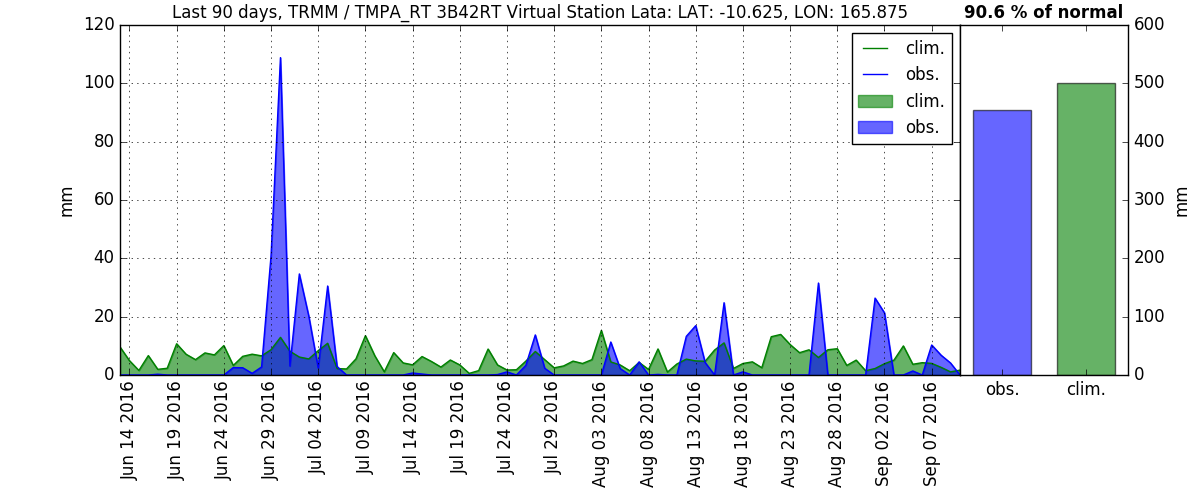 Last 90 days, TRMM / TMPA_RT 3B42RT Virtual Station Lata: LAT: -10.625, LON: 165.875
90.6 % of normal
120
100
80
60
40
20
0
mm
clim.
obs.
clim.
obs.
600
500
400
300
200
100
0
mm
obs.
clim.
Jun 14 2016
Jun 19 2016
Jun 24 2016
Jun 29 2016
Jul 04 2016
Jul 09 2016
Jul 14 2016
Jul 19 2016
Jul 24 2016
Jul 29 2016
Aug 03 2016
Aug 08 2016
Aug 13 2016
Aug 18 2016
Aug 23 2016
Aug 28 2016
Sep 02 2016
Sep 07 2016